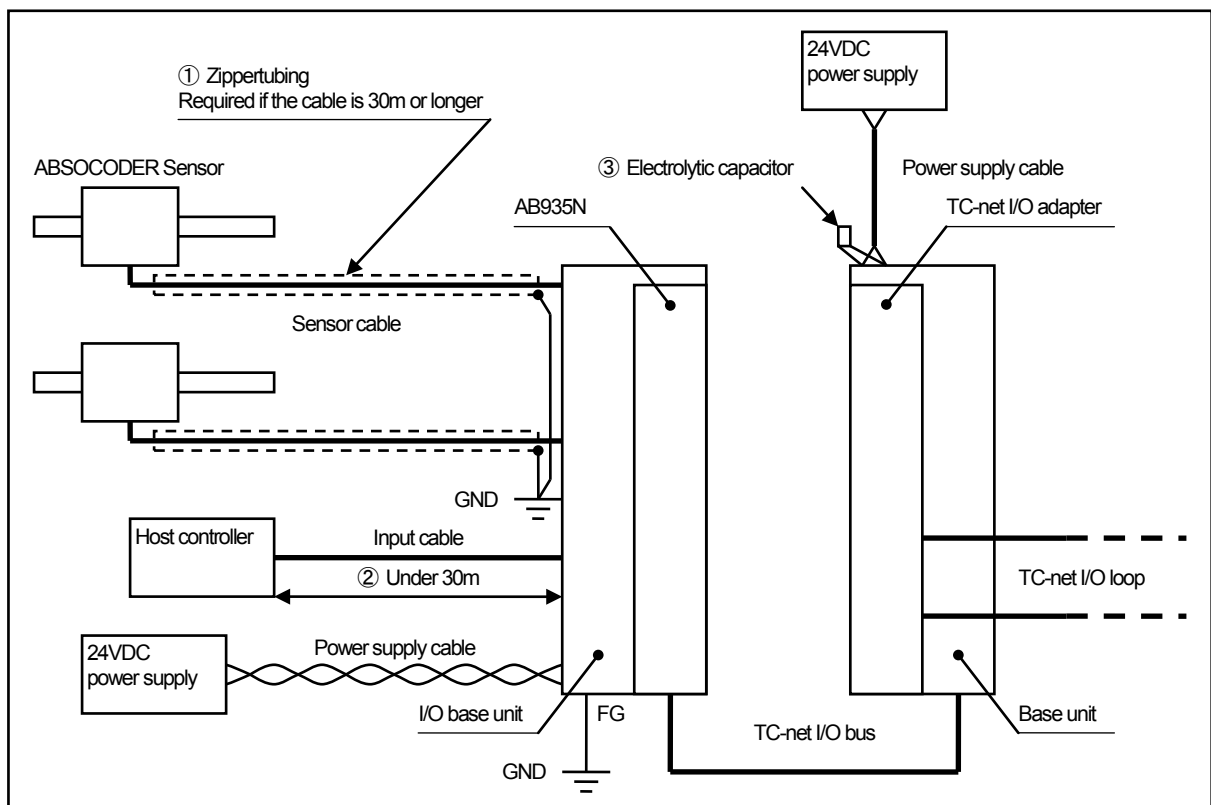 24VDC
power supply
① Zippertubing
Required if the cable is 30m or longer
ABSOCODER Sensor
③ Electrolytic capacitor
Power supply cable
AB935N
TC-net I/O adapter
Sensor cable
GND
Host controller
Input cable
② Under 30m
TC-net I/O loop
24VDC
power supply
Power supply cable
I/O base unit
FG
TC-net I/O bus
Base unit
GND